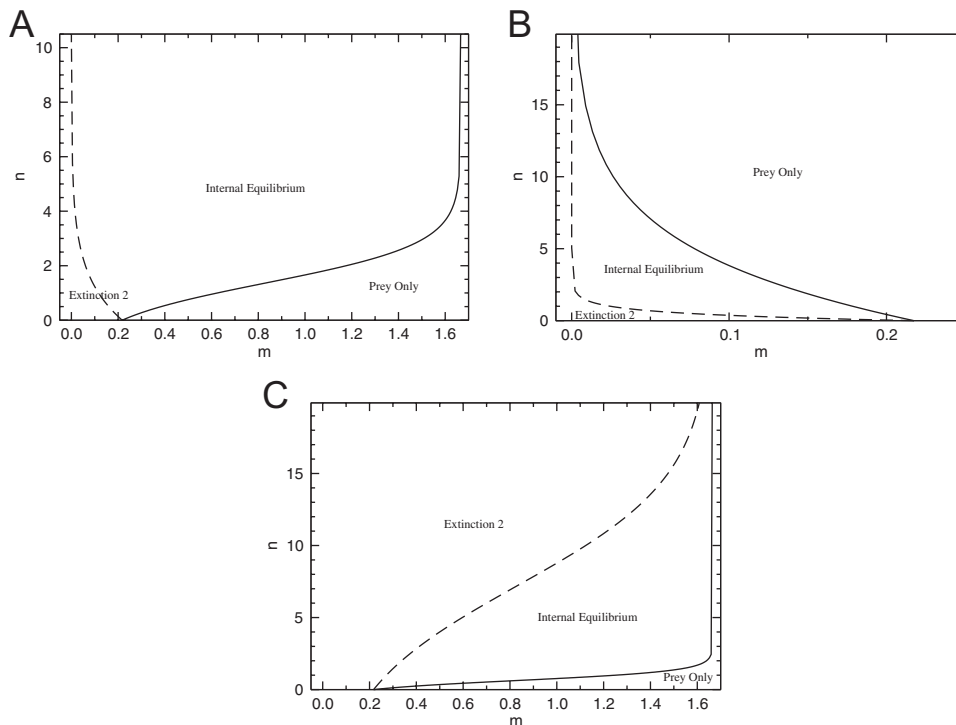 A
10
8
6
4
2
0
n
Internal Equilibrium
Extinction 2
Prey Only
0.0 0.2 0.4 0.6 0.8 1.0 1.2 1.4 1.6
m
B
15
10
5
0
n
Prey Only
Internal Equilibrium
Extinction 2
0.0 0.1 0.2
m
C
15
10
5
0
n
Extinction 2
Internal Equilibrium
Prey Only
0.0 0.2 0.4 0.6 0.8 1.0 1.2 1.4 1.6
m